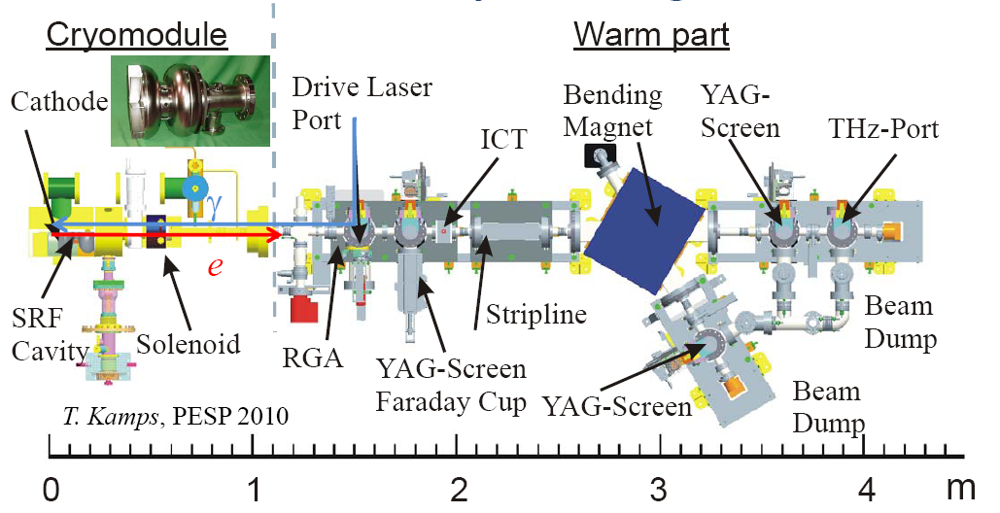 Cryomodule
Warm part
Cathode
Drive Laser
Port
ICT
Bending
Magnet
YAG-
Screen
THz-Port
γ
e
SRF
Cavity
Solenoid
RGA
YAG-Screen
Faraday Cup
Stripline
YAG-Screen
Beam
Dump
Beam
Dump
T. Kamps, PESP 2010
0 1 2 3 4 m